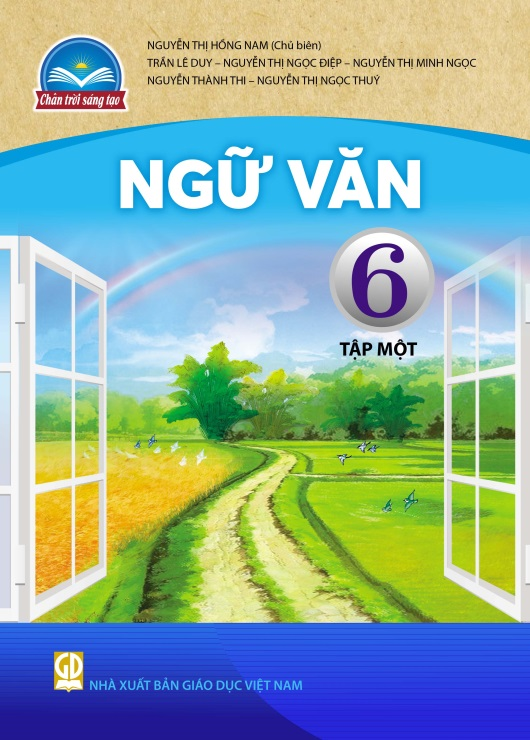 NGUYỄN THỊ HỒNG NAM (Chủ biên)
TRẦN LÊ DUY – NGUYỄN THỊ NGỌC ĐIỆP – NGUYỄN THỊ MINH NGỌC
NGUYỄN THÀNH THI – NGUYỄN THỊ NGỌC THUÝ
Chân trời sáng tạo
NGỮ VĂN
6
TẬP MỘT
GD
NHÀ XUẤT BẢN GIÁO DỤC VIỆT NAM